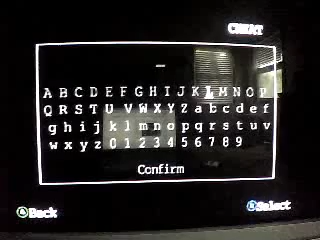 CHEAT
_
A B C D E F G H I J K L M N O P
Q R S T U V W X Y Z a b c d e f
g h i j k l m n o p q r s t u v
w x y z 0 1 2 3 4 5 6 7 8 9
Confirm
B Back
A Select